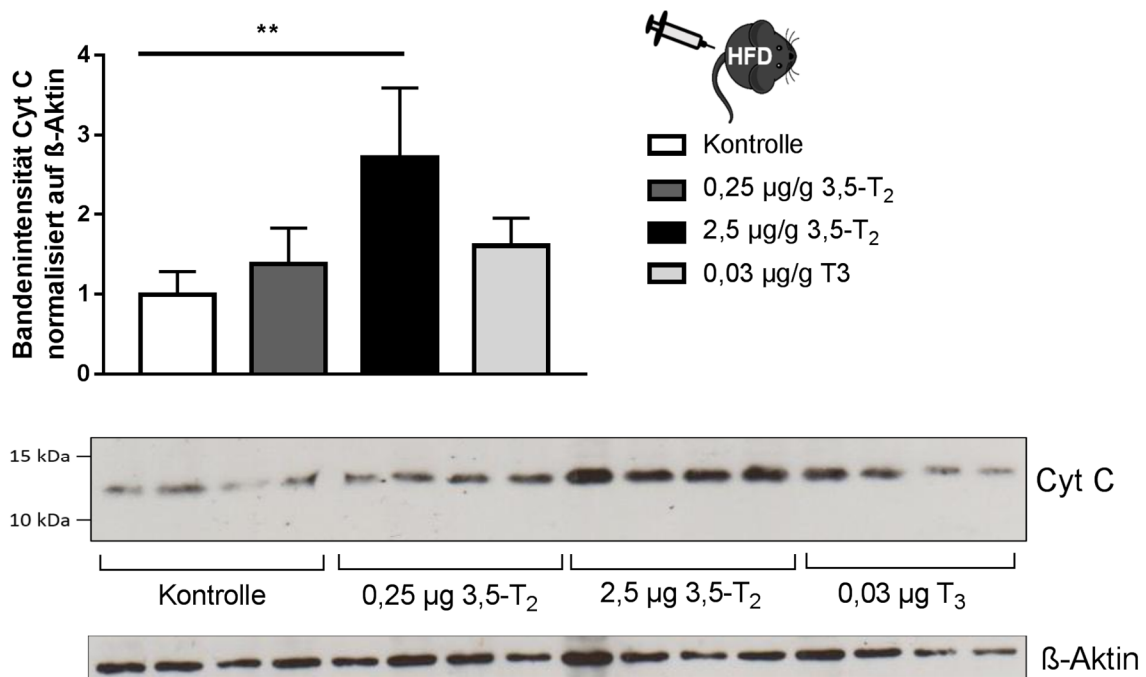 **
4
3
2
1
0
Bandenintensität Cyt C
normalisiert auf ß-Aktin
HFD
Kontrolle
0,25 µg/g 3,5-T₂
2,5 µg/g 3,5-T₂
0,03 µg/g T3
15 kDa
10 kDa
Cyt C
Kontrolle
0,25 µg 3,5-T₂
2,5 µg 3,5-T₂
0,03 µg T₃
ß-Aktin